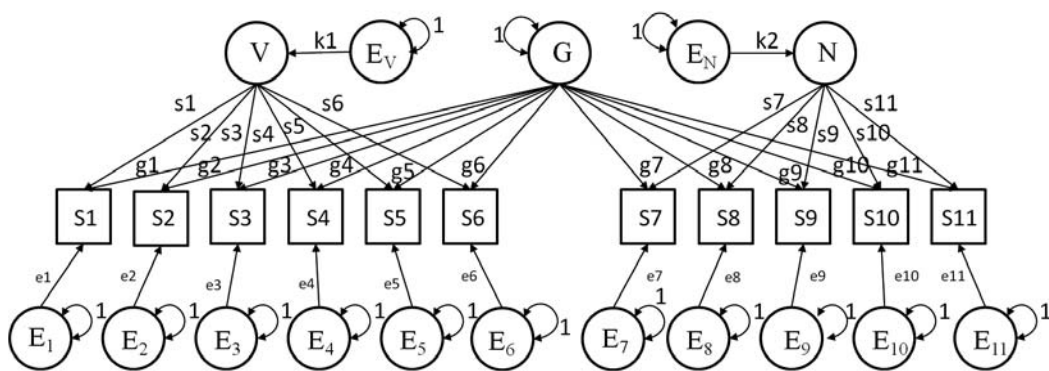 1 1 1
V k1 E_V G E_N k2 N
s1 s2 s3 s4 s5 s6 s7 s8 s9 s10 s11
g1 g2 g3 g4 g5 g6 g7 g8 g9 g10 g11
S1 S2 S3 S4 S5 S6 S7 S8 S9 S10 S11
e1 e2 e3 e4 e5 e6 e7 e8 e9 e10 e11
1 1 1 1 1 1 1 1 1 1 1
E₁ E₂ E₃ E₄ E₅ E₆ E₇ E₈ E₉ E₁₀ E₁₁